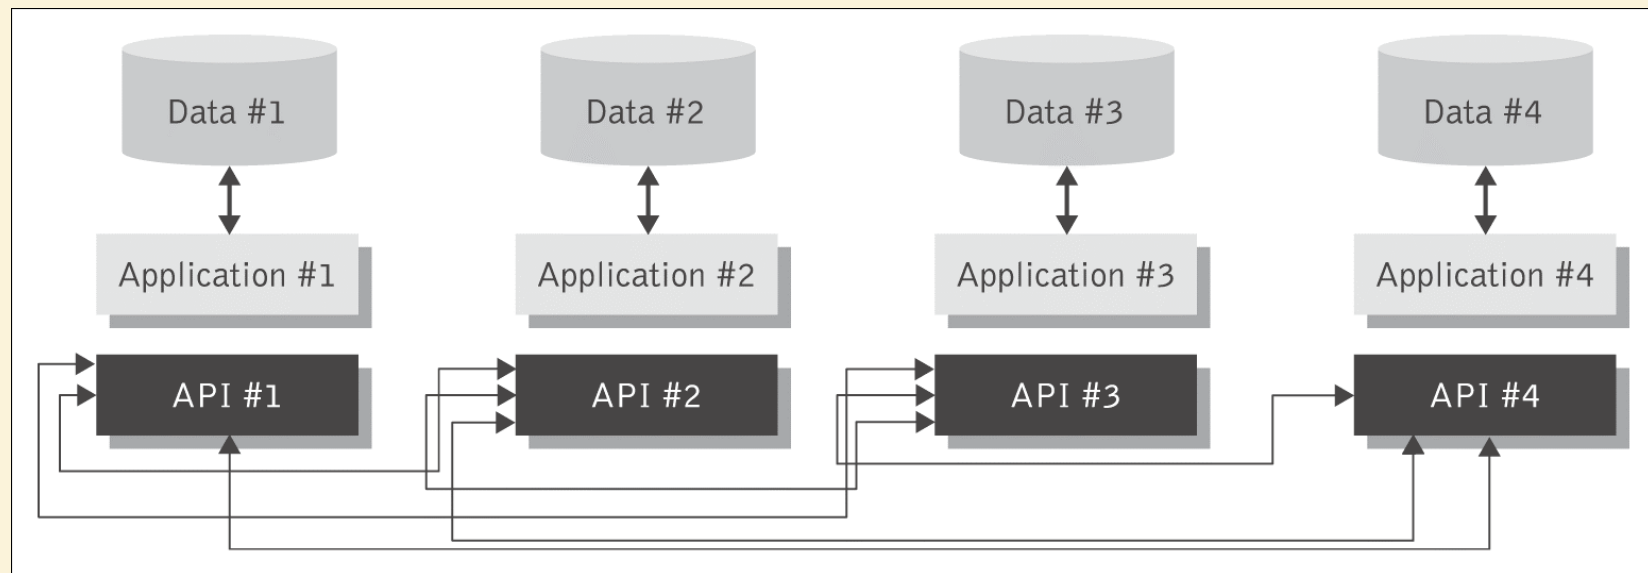 Data #1 Data #2 Data #3 Data #4
Application #1 Application #2 Application #3 Application #4
API #1 API #2 API #3 API #4